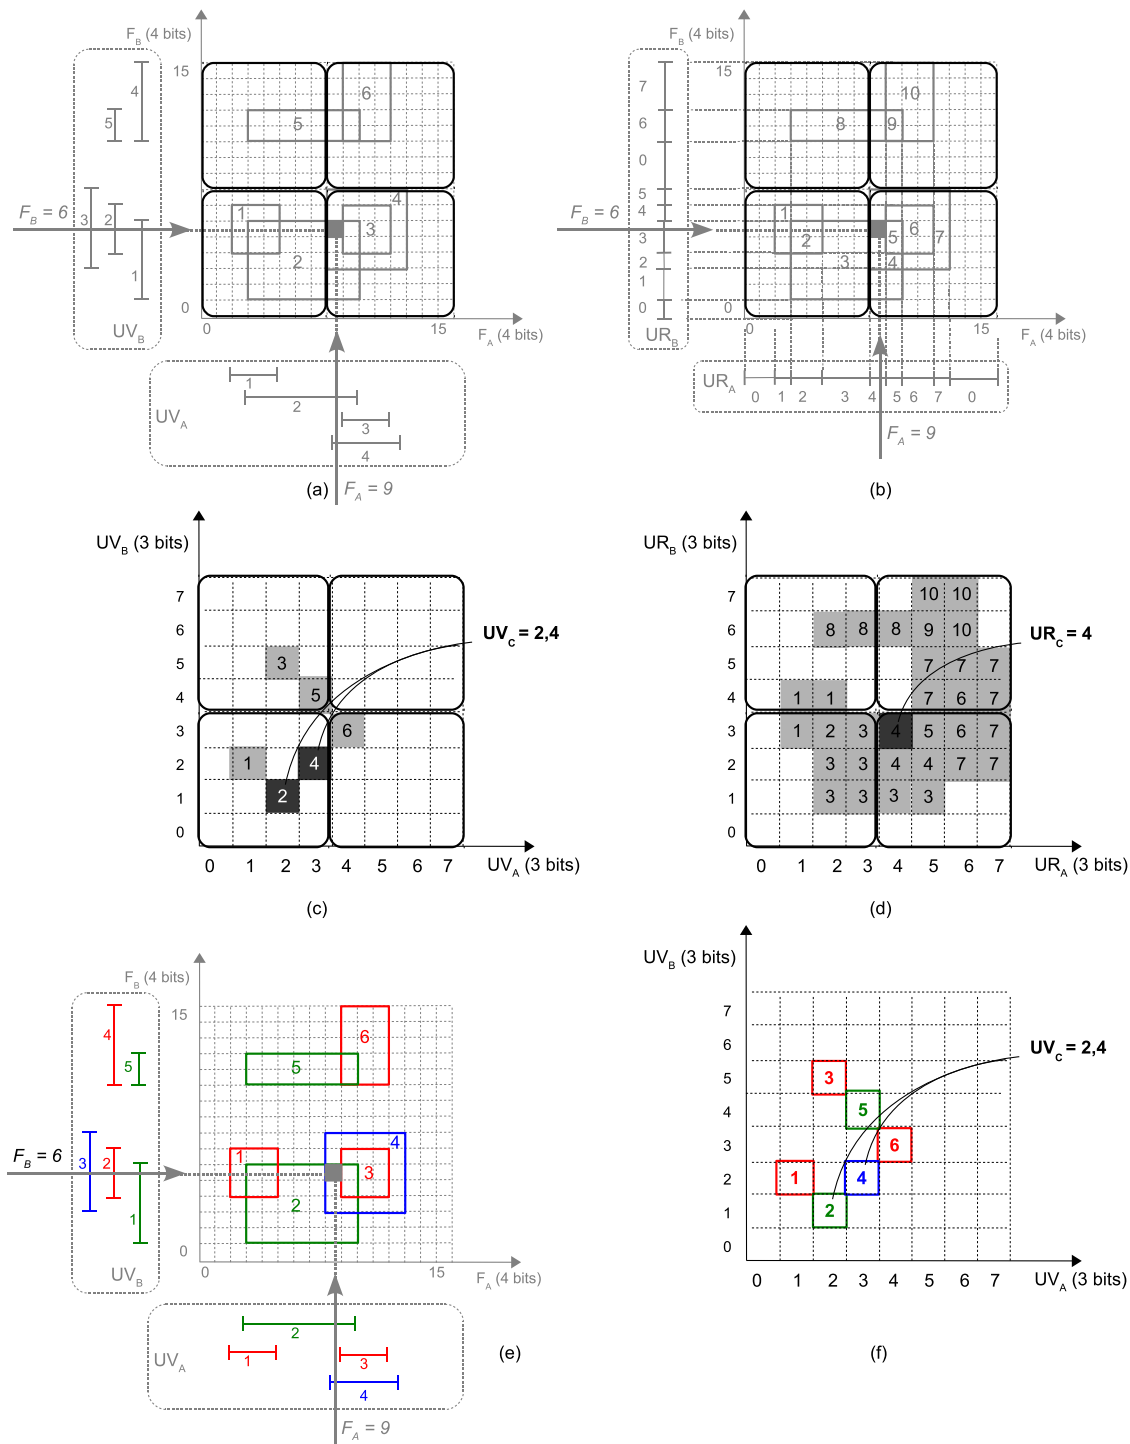 F_B (4 bits)
15
4
6
5
5
1
4
F_B = 6
3
2
3
2
1
UV_B
0
0
15
F_A (4 bits)
1
2
UV_A
3
4
(a)
F_A = 9
F_B (4 bits)
15
7
10
6
8
9
0
5
F_B = 6
4
1
3
2
5
6
7
2
3
4
1
0
0
UR_B
0
15
F_A (4 bits)
UR_A
0 1 2 3 4 5 6 7 0
F_A = 9
(b)
UV_B (3 bits)
7
6
UV_C = 2,4
5 3
4 5
3 6
2 1 4
1 2
0
0 1 2 3 4 5 6 7
UV_A (3 bits)
(c)
UR_B (3 bits)
7 10 10
6 8 8 8 9 10
UR_C = 4
5 7 7 7
4 1 1 7 6 7
3 1 2 3 4 5 6 7
2 3 3 4 4 7 7
1 3 3 3 3
0
0 1 2 3 4 5 6 7
UR_A (3 bits)
(d)
F_B (4 bits)
15
4
6
5
5
F_B = 6
3
2
1
4
3
2
1
0
UV_B
0
15
F_A (4 bits)
2
1
3
UV_A
4
(e)
F_A = 9
UV_B (3 bits)
7
6
UV_C = 2,4
5 3
4 5
3 6
2 1 4
1 2
0
0 1 2 3 4 5 6 7
UV_A (3 bits)
(f)